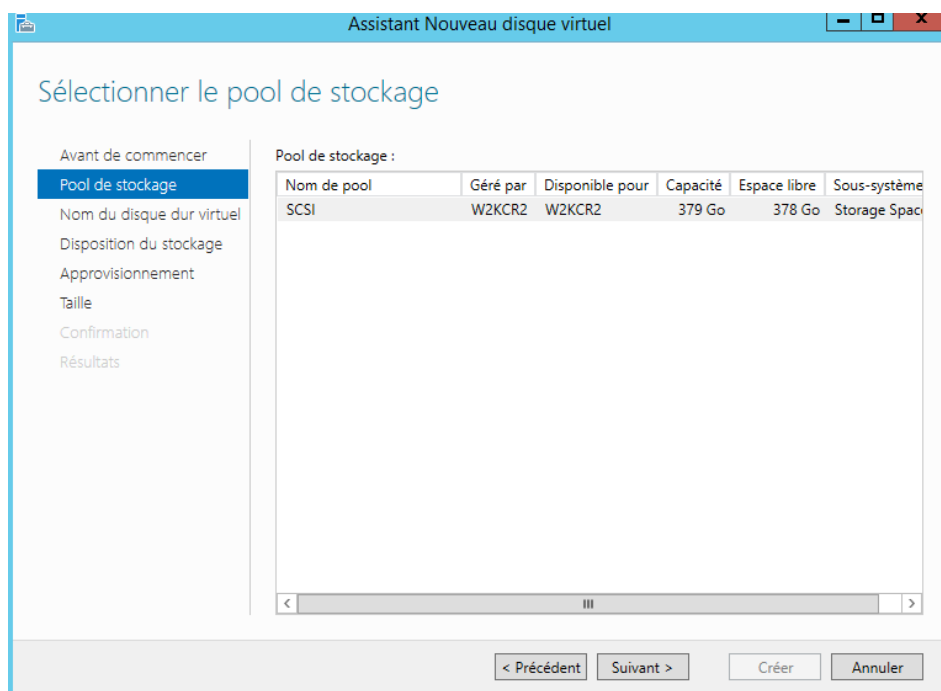 Assistant Nouveau disque virtuel
Sélectionner le pool de stockage
Avant de commencer
Pool de stockage
Nom du disque dur virtuel
Disposition du stockage
Approvisionnement
Taille
Confirmation
Résultats
Pool de stockage :
Nom de pool Géré par Disponible pour Capacité Espace libre Sous-système
SCSI W2KCR2 W2KCR2 379 Go 378 Go Storage Spac
< Précédent Suivant > Créer Annuler